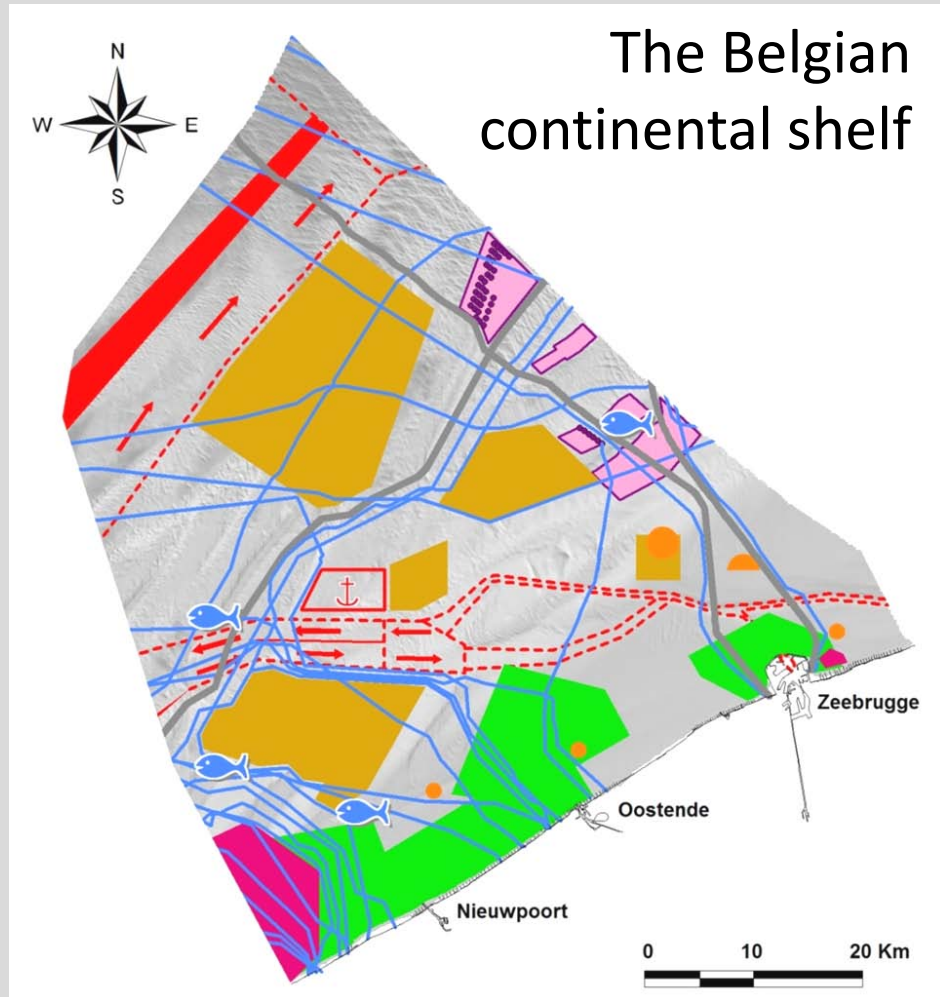 The Belgian
continental shelf
N
W
E
S
Zeebrugge
Oostende
Nieuwpoort
0
10
20 Km